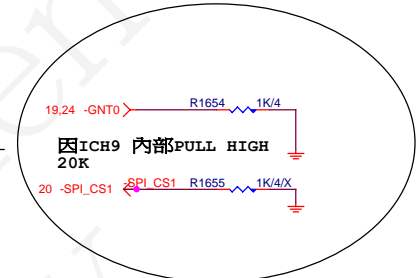 19,24 -GNT0 R1654 1K/4
因ICH9 內部PULL HIGH
20K
20 -SPI_CS1 -SPI_CS1 R1655 1K/4/X